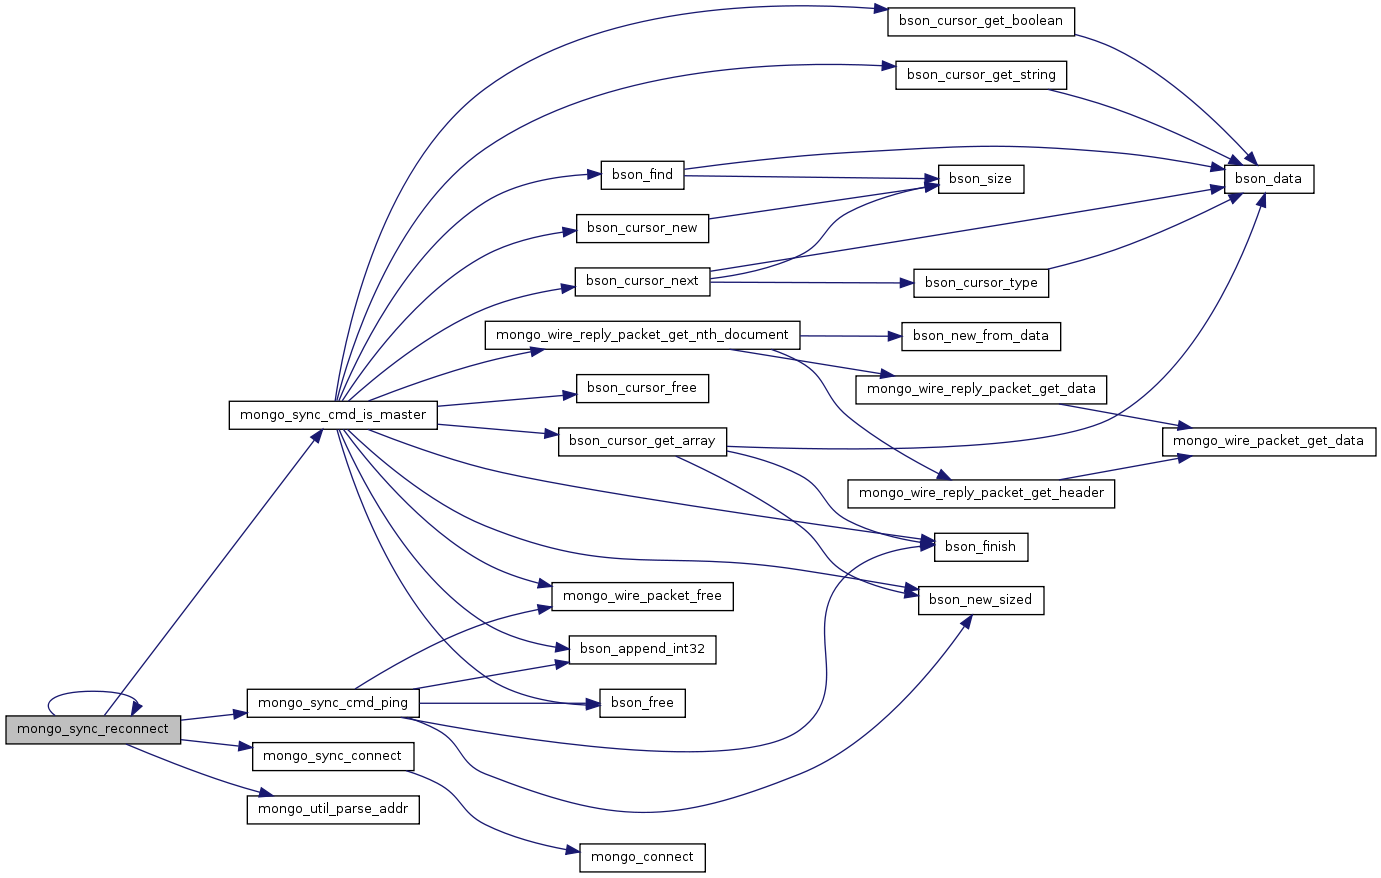 bson_cursor_get_boolean
bson_cursor_get_string
bson_find
bson_size
bson_data
bson_cursor_new
bson_cursor_next
bson_cursor_type
mongo_wire_reply_packet_get_nth_document
bson_new_from_data
bson_cursor_free
mongo_wire_reply_packet_get_data
mongo_sync_cmd_is_master
bson_cursor_get_array
mongo_wire_packet_get_data
mongo_wire_reply_packet_get_header
bson_finish
mongo_wire_packet_free
bson_new_sized
bson_append_int32
mongo_sync_cmd_ping
bson_free
mongo_sync_reconnect
mongo_sync_connect
mongo_util_parse_addr
mongo_connect